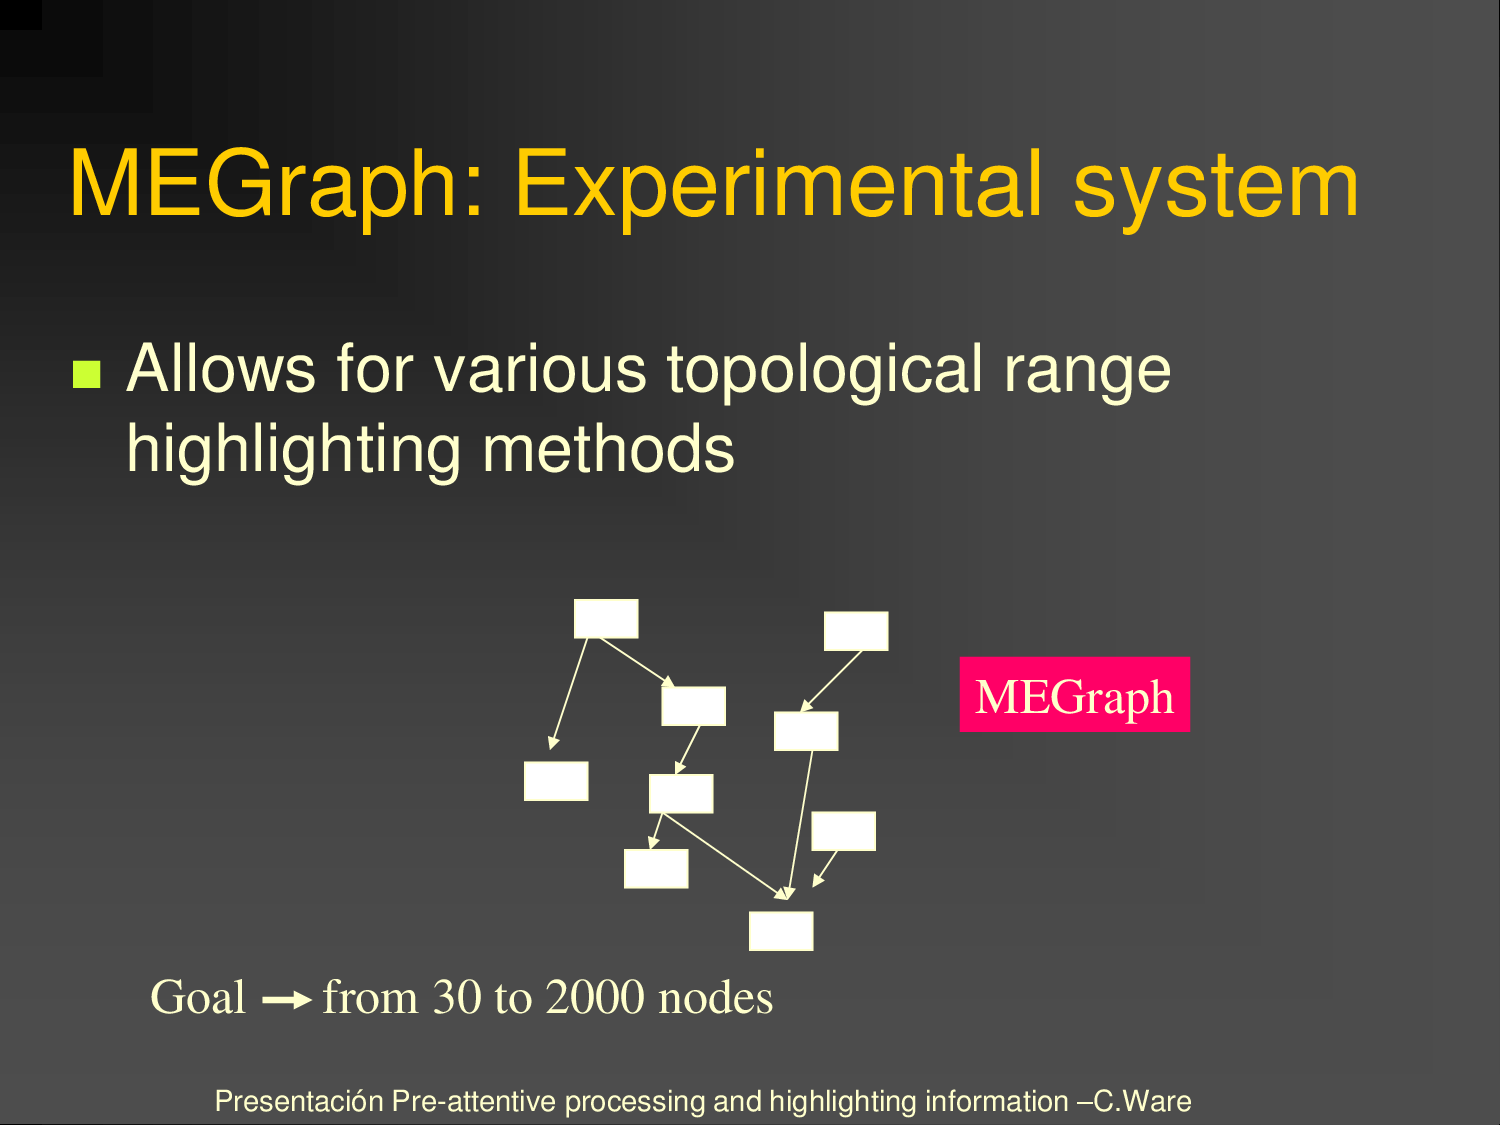 MEGraph: Experimental system
Allows for various topological range
highlighting methods
MEGraph
Goal → from 30 to 2000 nodes
Presentación Pre-attentive processing and highlighting information –C.Ware